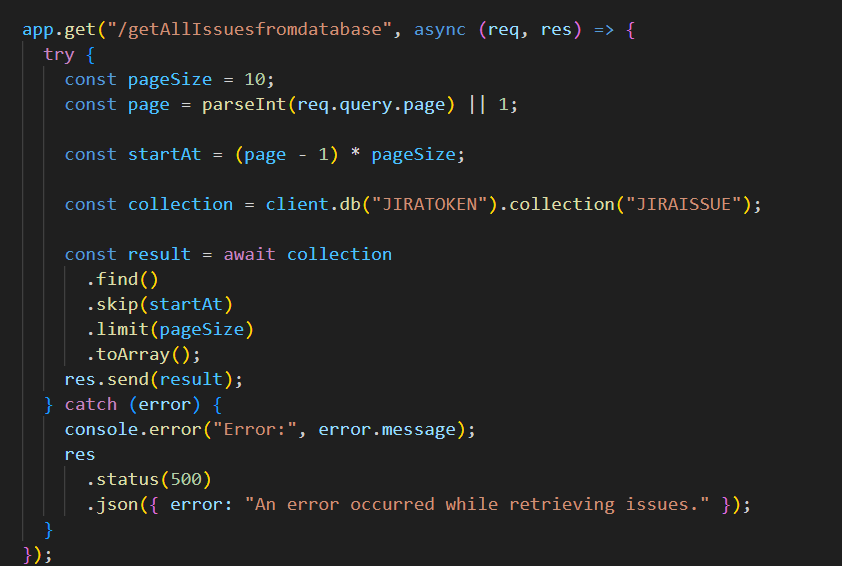 app.get("/getAllIssuesfromdatabase", async (req, res) => {
  try {
    const pageSize = 10;
    const page = parseInt(req.query.page) || 1;

    const startAt = (page - 1) * pageSize;

    const collection = client.db("JIRATOKEN").collection("JIRAISSUE");

    const result = await collection
      .find()
      .skip(startAt)
      .limit(pageSize)
      .toArray();
    res.send(result);
  } catch (error) {
    console.error("Error:", error.message);
    res
      .status(500)
      .json({ error: "An error occurred while retrieving issues." });
  }
});